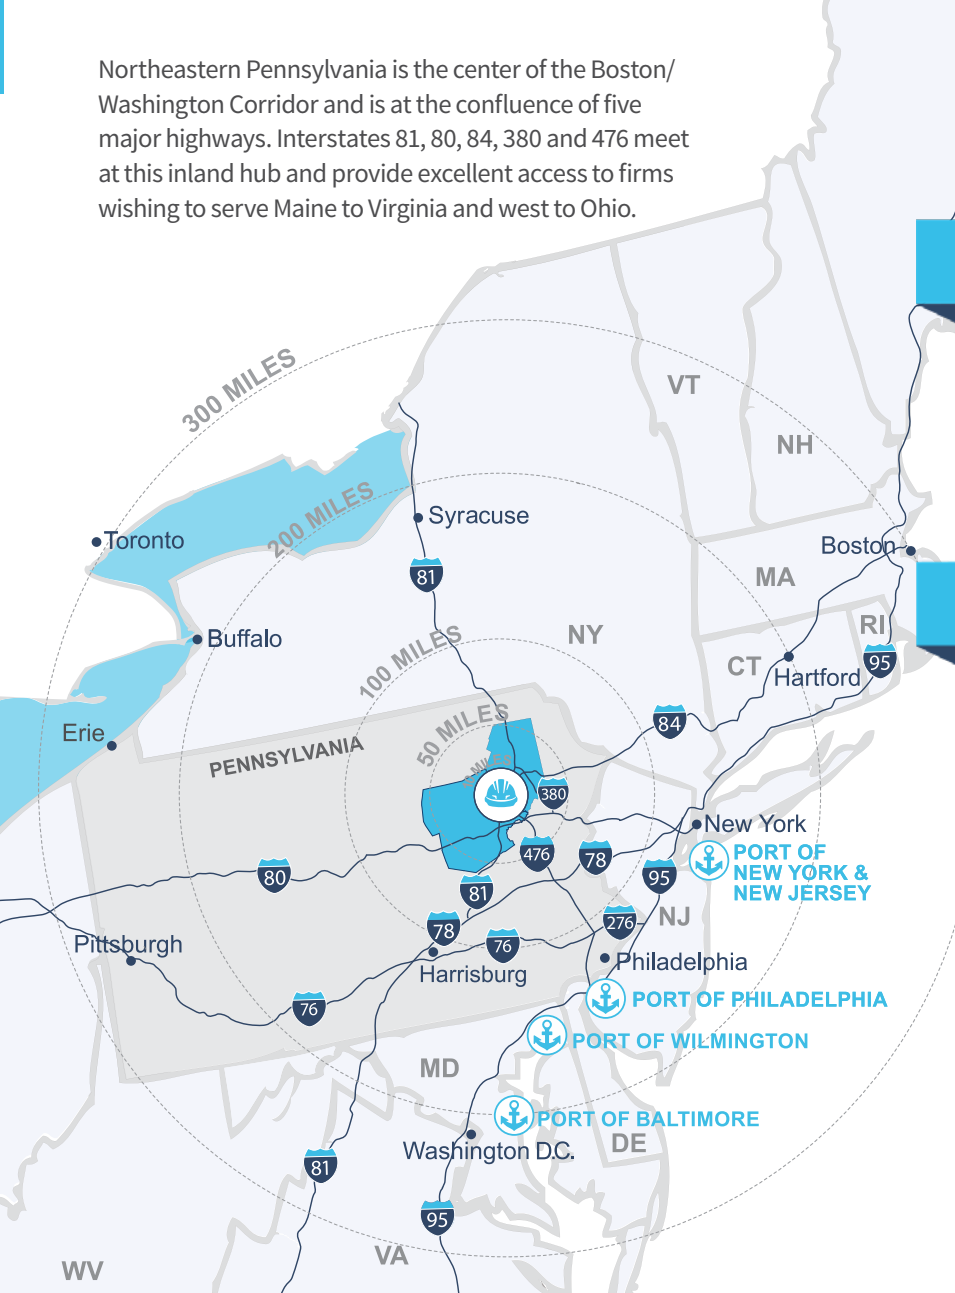 Northeastern Pennsylvania is the center of the Boston/
Washington Corridor and is at the confluence of five
major highways. Interstates 81, 80, 84, 380 and 476 meet
at this inland hub and provide excellent access to firms
wishing to serve Maine to Virginia and west to Ohio.
300 MILES
VT
NH
200 MILES
Syracuse
Toronto
Boston
81
MA
Buffalo
100 MILES
NY
RI
CT
Hartford
95
50 MILES
84
Erie
PENNSYLVANIA
MILES
380
New York
PORT OF
NEW YORK &
NEW JERSEY
476
78
80
95
81
78
276
NJ
76
Pittsburgh
Harrisburg
Philadelphia
76
PORT OF PHILADELPHIA
PORT OF WILMINGTON
MD
PORT OF BALTIMORE
Washington D.C.
DE
81
95
VA
WV